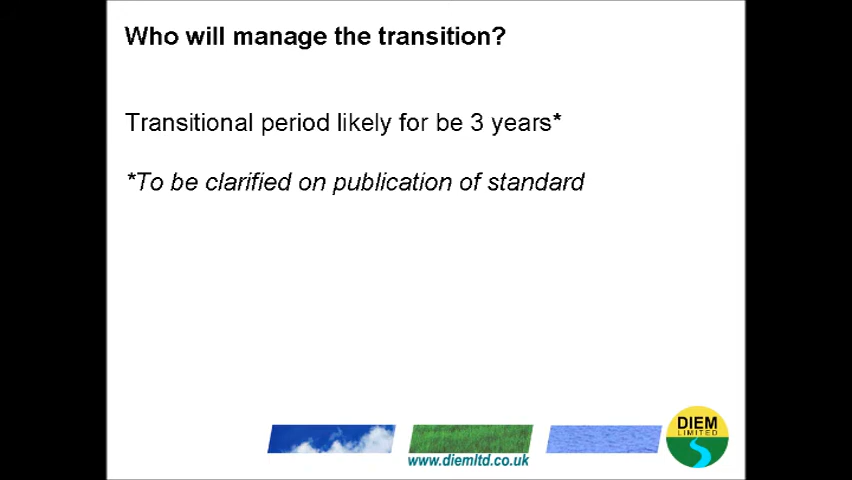 Who will manage the transition?
Transitional period likely for be 3 years*
*To be clarified on publication of standard
DIEM
LIMITED
www.diemltd.co.uk